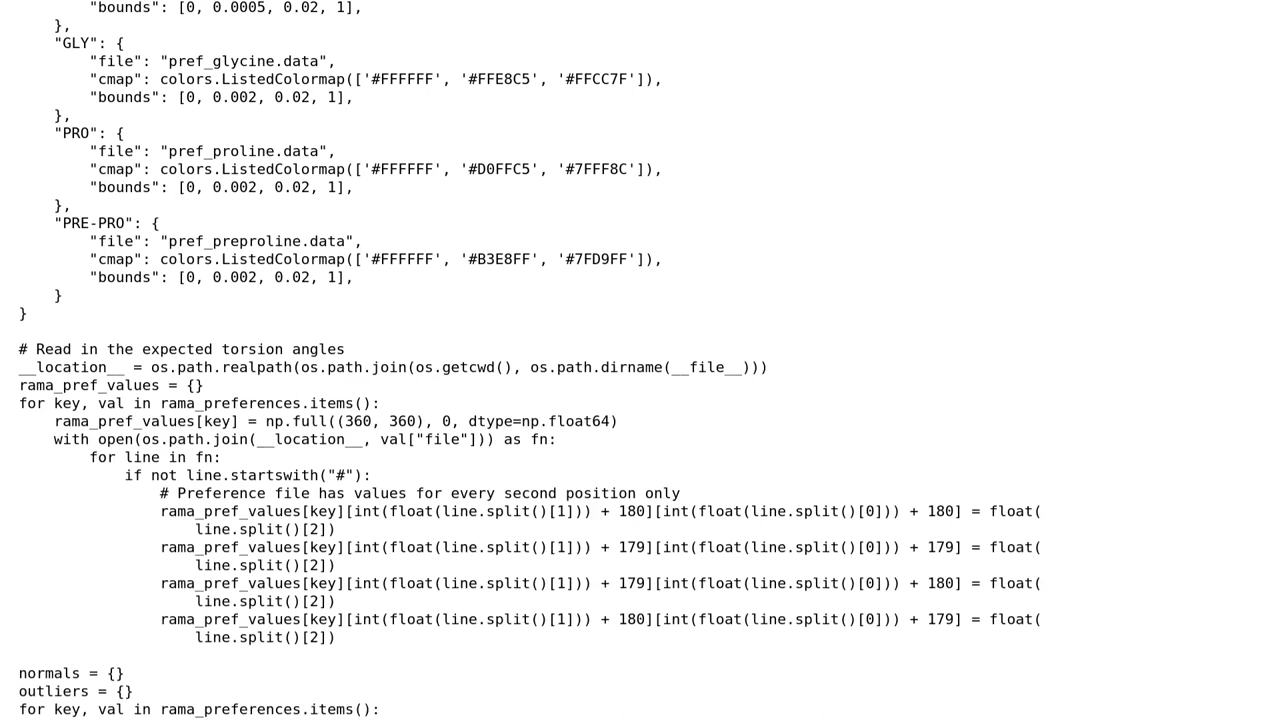 "bounds": [0, 0.0005, 0.02, 1],
    },
    "GLY": {
        "file": "pref_glycine.data",
        "cmap": colors.ListedColormap(['#FFFFFF', '#FFE8C5', '#FFCC7F']),
        "bounds": [0, 0.002, 0.02, 1],
    },
    "PRO": {
        "file": "pref_proline.data",
        "cmap": colors.ListedColormap(['#FFFFFF', '#D0FFC5', '#7FFF8C']),
        "bounds": [0, 0.002, 0.02, 1],
    },
    "PRE-PRO": {
        "file": "pref_preproline.data",
        "cmap": colors.ListedColormap(['#FFFFFF', '#B3E8FF', '#7FD9FF']),
        "bounds": [0, 0.002, 0.02, 1],
    }
}

# Read in the expected torsion angles
__location__ = os.path.realpath(os.path.join(os.getcwd(), os.path.dirname(__file__)))
rama_pref_values = {}
for key, val in rama_preferences.items():
    rama_pref_values[key] = np.full((360, 360), 0, dtype=np.float64)
    with open(os.path.join(__location__, val["file"])) as fn:
        for line in fn:
            if not line.startswith("#"):
                # Preference file has values for every second position only
                rama_pref_values[key][int(float(line.split()[1])) + 180][int(float(line.split()[0])) + 180] = float(
                    line.split()[2])
                rama_pref_values[key][int(float(line.split()[1])) + 179][int(float(line.split()[0])) + 179] = float(
                    line.split()[2])
                rama_pref_values[key][int(float(line.split()[1])) + 179][int(float(line.split()[0])) + 180] = float(
                    line.split()[2])
                rama_pref_values[key][int(float(line.split()[1])) + 180][int(float(line.split()[0])) + 179] = float(
                    line.split()[2])

normals = {}
outliers = {}
for key, val in rama_preferences.items():